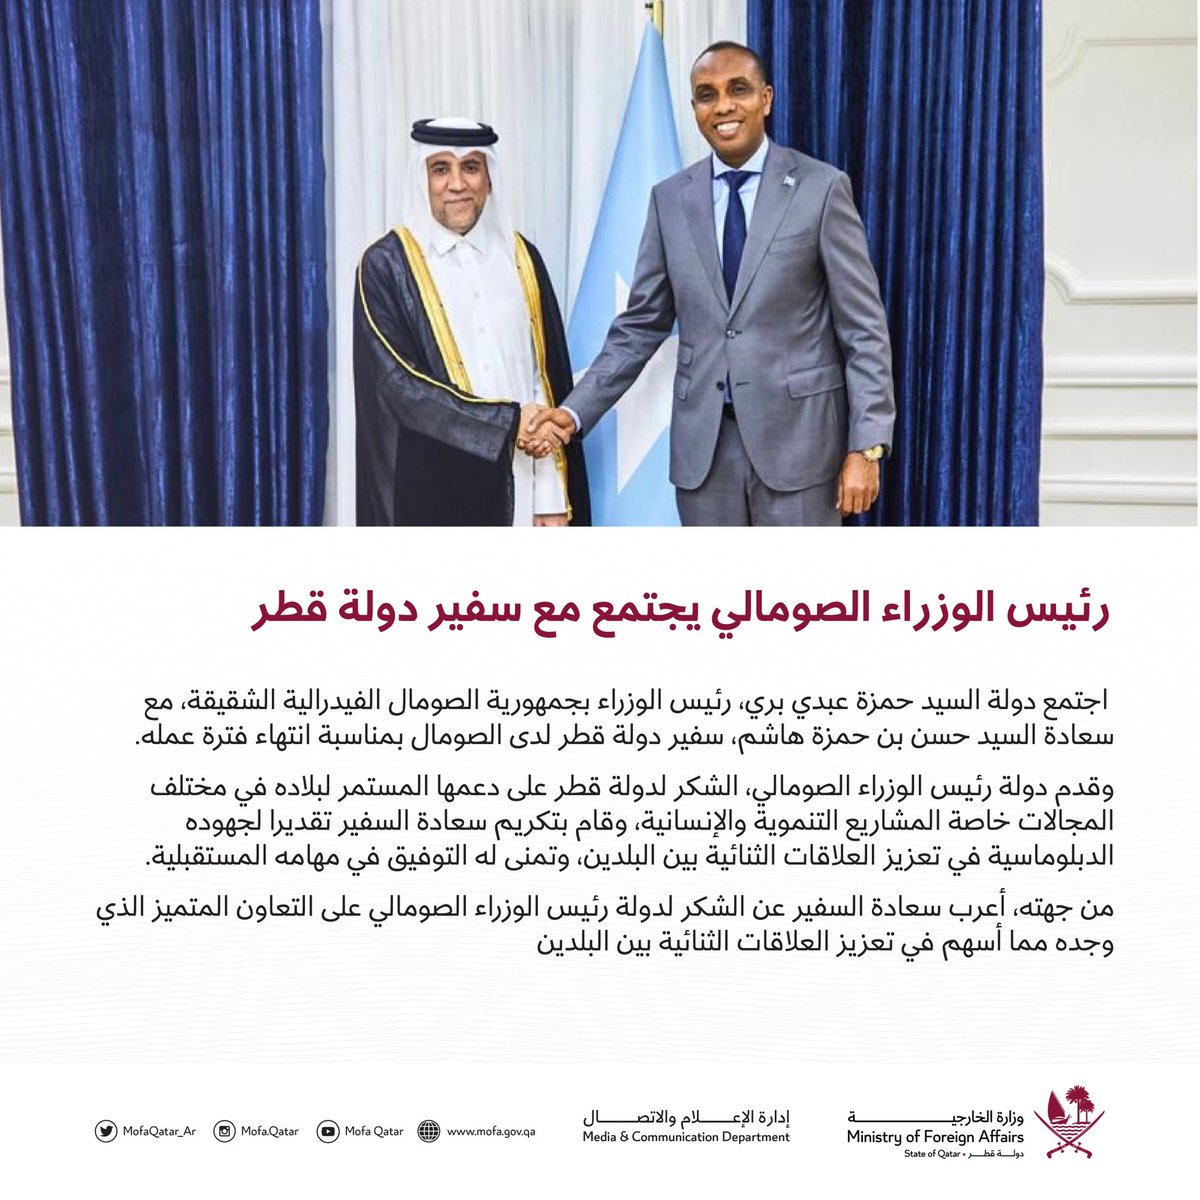 رئيس الوزراء الصومالي يجتمع مع سفير دولة قطر
اجتمع دولة السيد حمزة عبدي بري، رئيس الوزراء بجمهورية الصومال الفيدرالية الشقيقة، مع
سعادة السيد حسن بن حمزة هاشم، سفير دولة قطر لدى الصومال بمناسبة انتهاء فترة عمله.
وقدم دولة رئيس الوزراء الصومالي، الشكر لدولة قطر على دعمها المستمر لبلاده في مختلف
المجالات خاصة المشاريع التنموية والإنسانية، وقام بتكريم سعادة السفير تقديرا لجهوده
الدبلوماسية في تعزيز العلاقات الثنائية بين البلدين، وتمنى له التوفيق في مهامه المستقبلية.
من جهته، أعرب سعادة السفير عن الشكر لدولة رئيس الوزراء الصومالي على التعاون المتميز الذي
وجده مما أسهم في تعزيز العلاقات الثنائية بين البلدين
وزارة الخارجية
Ministry of Foreign Affairs
State of Qatar • دولة قطر
إدارة الإعلام والاتصال
Media & Communication Department
MofaQatar_Ar
Mofa.Qatar
Mofa Qatar
www.mofa.gov.qa